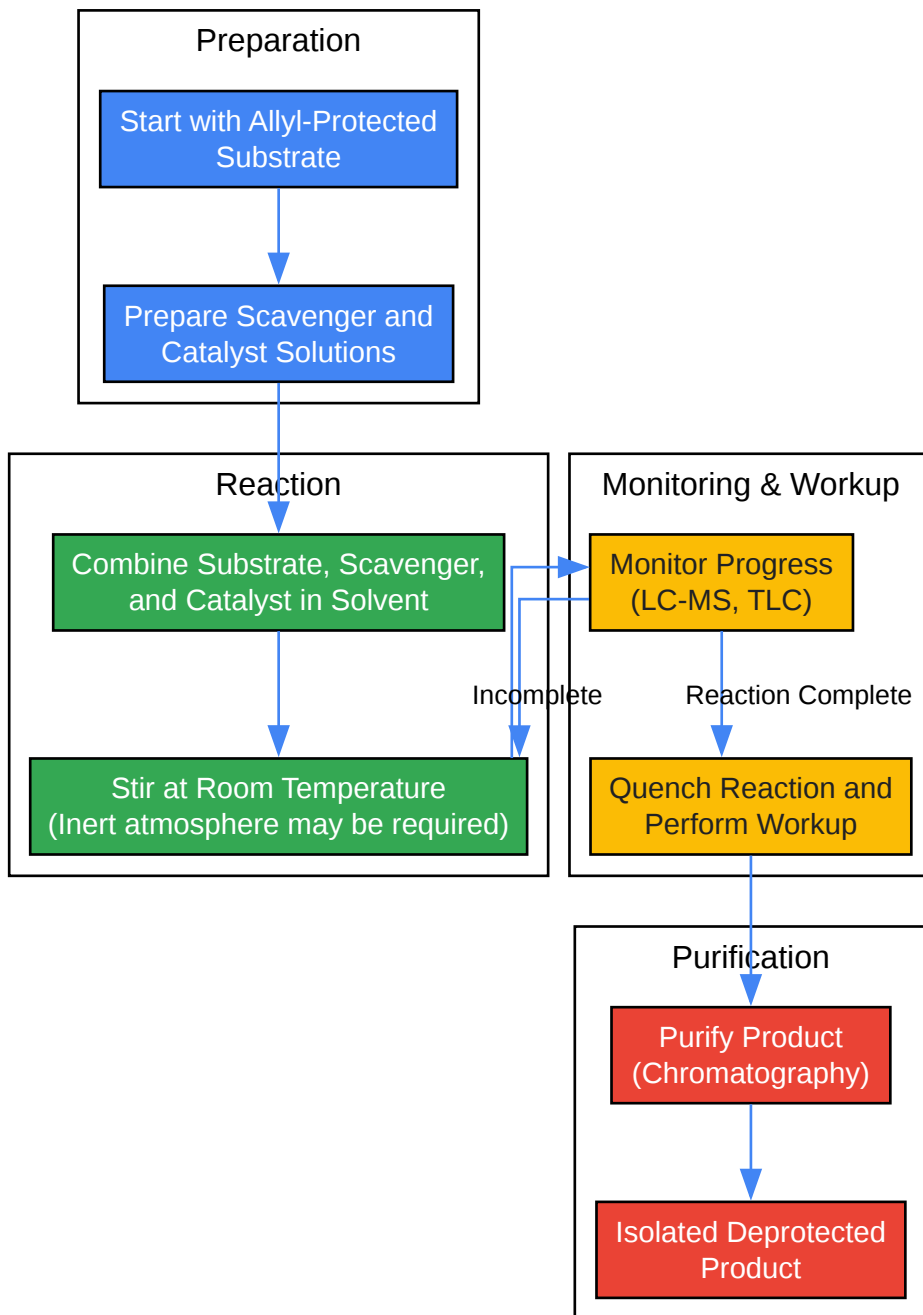 Preparation
Start with Allyl-Protected
Substrate
Prepare Scavenger and
Catalyst Solutions
Reaction
Combine Substrate, Scavenger,
and Catalyst in Solvent
Stir at Room Temperature
(Inert atmosphere may be required)
Monitoring & Workup
Monitor Progress
(LC-MS, TLC)
Incomplete
Reaction Complete
Quench Reaction and
Perform Workup
Purification
Purify Product
(Chromatography)
Isolated Deprotected
Product